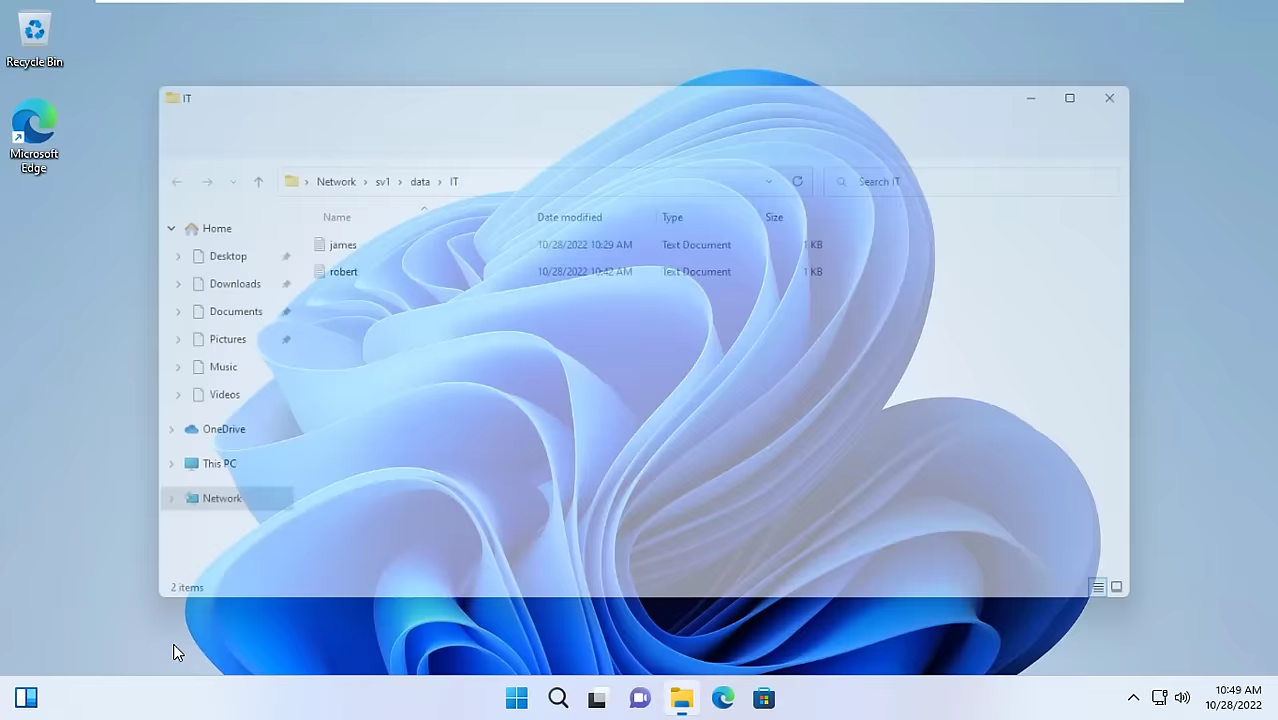 Recycle Bin
Microsoft
Edge
IT
Network sv1 data IT
Search IT
Name Date modified Type Size
james 10/28/2022 10:29 AM Text Document 1 KB
robert 10/28/2022 10:42 AM Text Document 1 KB
Home
Desktop
Downloads
Documents
Pictures
Music
Videos
OneDrive
This PC
Network
2 items
10:49 AM
10/28/2022